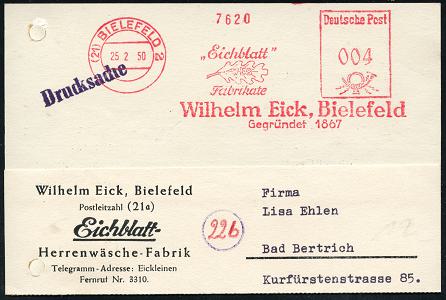 7620
(21) BIELEFELD 2
25. 2. 50
Deutsche Post
004
„Eichblatt"
Fabrikate
Wilhelm Eick, Bielefeld
Gegründet 1867
Drucksache
Wilhelm Eick, Bielefeld
Postleitzahl (21a)
Eichblatt-
Herrenwäsche-Fabrik
Telegramm-Adresse: Eickleinen
Fernruf Nr. 3310.
22b
Firma
Lisa Ehlen
Bad Bertrich
Kurfürstenstrasse 85.